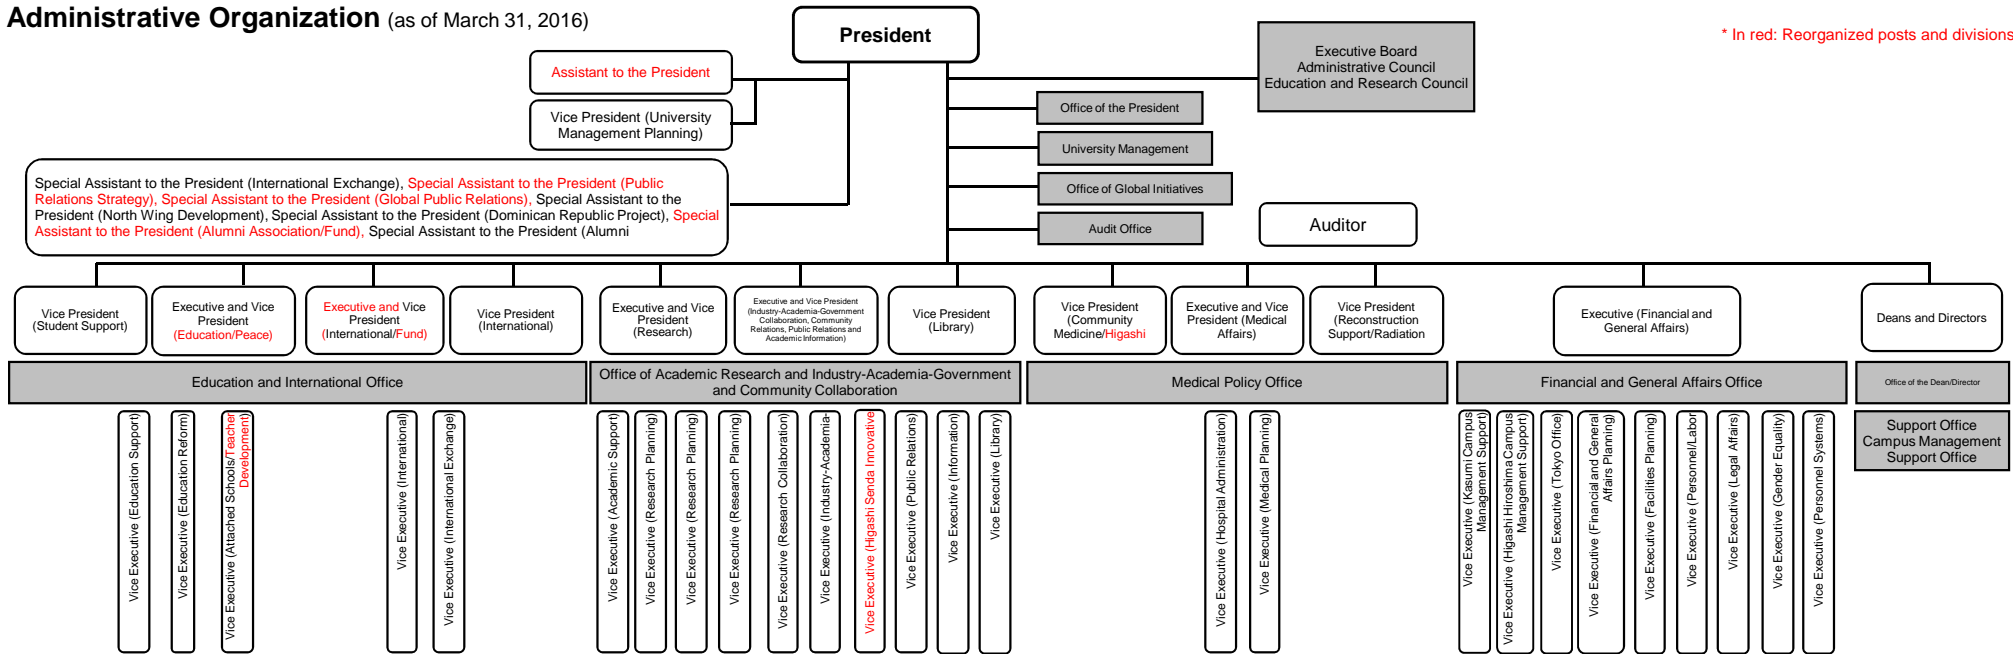 Administrative Organization (as of March 31, 2016)
President
* In red: Reorganized posts and divisions
Executive Board
Administrative Council
Education and Research Council
Assistant to the President
Vice President (University
Management Planning)
Office of the President
University Management
Office of Global Initiatives
Audit Office
Special Assistant to the President (International Exchange), Special Assistant to the President (Public
Relations Strategy), Special Assistant to the President (Global Public Relations), Special Assistant to the
President (North Wing Development), Special Assistant to the President (Dominican Republic Project), Special
Assistant to the President (Alumni Association/Fund), Special Assistant to the President (Alumni
Auditor
Vice President
(Student Support)
Executive and Vice
President
(Education/Peace)
Executive and Vice
President
(International/Fund)
Vice President
(International)
Executive and Vice
President
(Research)
Executive and Vice President
(Industry-Academia-Government
Collaboration, Community
Relations, Public Relations and
Academic Information)
Vice President
(Library)
Vice President
(Community
Medicine/Higashi
Executive and Vice
President (Medical
Affairs)
Vice President
(Reconstruction
Support/Radiation
Executive (Financial and
General Affairs)
Deans and Directors
Education and International Office
Office of Academic Research and Industry-Academia-Government
and Community Collaboration
Medical Policy Office
Financial and General Affairs Office
Office of the Dean/Director
Support Office
Campus Management
Support Office
Vice Executive (Education Support)
Vice Executive (Education Reform)
Vice Executive (Attached Schools/Teacher
Development)
Vice Executive (International)
Vice Executive (International Exchange)
Vice Executive (Academic Support)
Vice Executive (Research Planning)
Vice Executive (Research Planning)
Vice Executive (Research Planning)
Vice Executive (Research Collaboration)
Vice Executive (Industry-Academia-
Vice Executive (Higashi Senda Innovative
Vice Executive (Public Relations)
Vice Executive (Information)
Vice Executive (Library)
Vice Executive (Hospital Administration)
Vice Executive (Medical Planning)
Vice Executive (Kasumi Campus
Management Support)
Vice Executive (Higashi Hiroshima Campus
Management Support)
Vice Executive (Tokyo Office)
Vice Executive (Financial and General
Affairs Planning)
Vice Executive (Facilities Planning)
Vice Executive (Personnel/Labor
Vice Executive (Legal Affairs)
Vice Executive (Gender Equality)
Vice Executive (Personnel Systems)